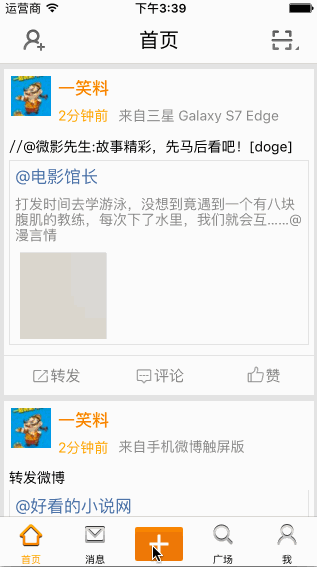 运营商 下午3:39
首页
一笑料
2分钟前 来自三星 Galaxy S7 Edge
//@微影先生:故事精彩，先马后看吧！[doge]
@电影馆长
打发时间去学游泳，没想到竟遇到一个有八块
腹肌的教练，每次下了水里，我们就会互……@
漫言情
转发 评论 赞
一笑料
2分钟前 来自手机微博触屏版
转发微博
@好看的小说网
首页 消息 广场 我